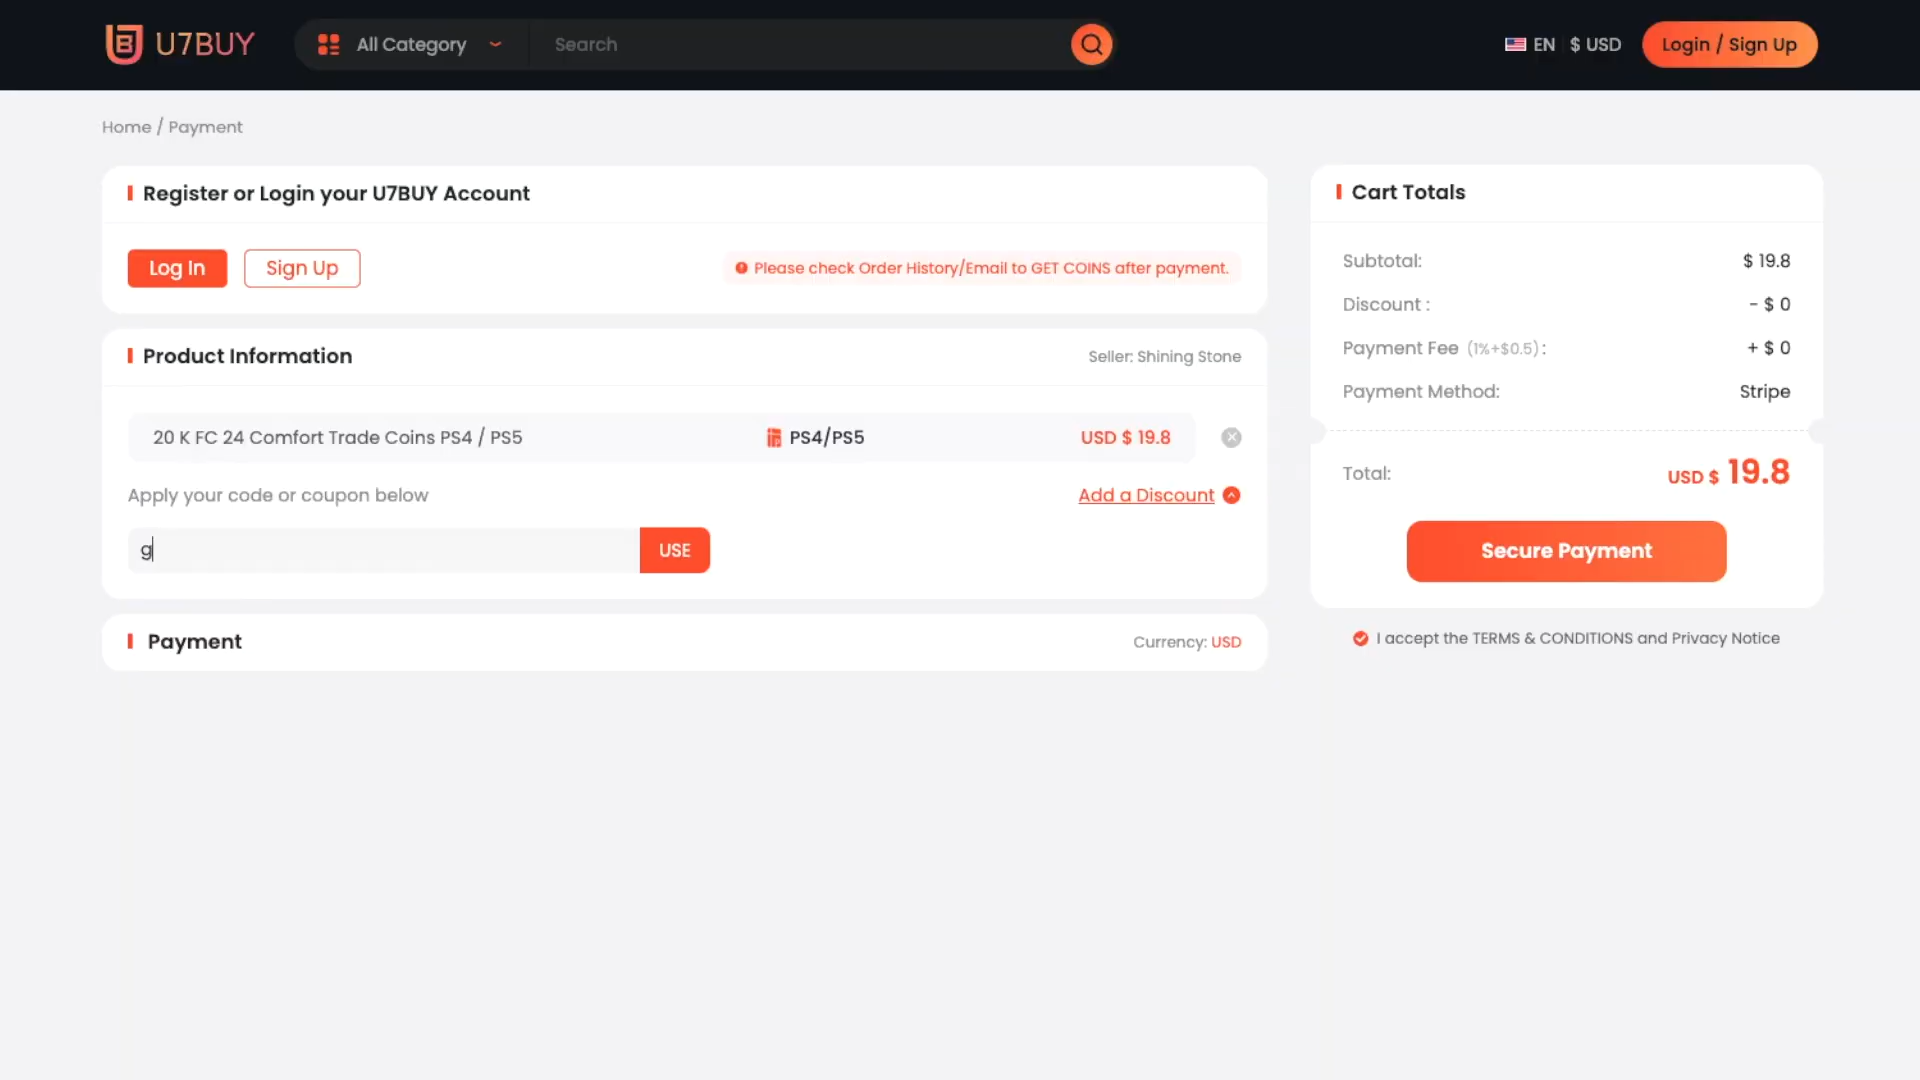 U7BUY
All Category
Search
EN
$ USD
Login / Sign Up
Home / Payment
Register or Login your U7BUY Account
Log In
Sign Up
Please check Order History/Email to GET COINS after payment.
Product Information
Seller: Shining Stone
20 K FC 24 Comfort Trade Coins PS4 / PS5
PS4/PS5
USD $ 19.8
Apply your code or coupon below
Add a Discount
g
USE
Payment
Currency: USD
Cart Totals
Subtotal:
$ 19.8
Discount :
- $ 0
Payment Fee (1%+$0.5) :
+ $ 0
Payment Method:
Stripe
Total:
USD $ 19.8
Secure Payment
I accept the TERMS & CONDITIONS and Privacy Notice